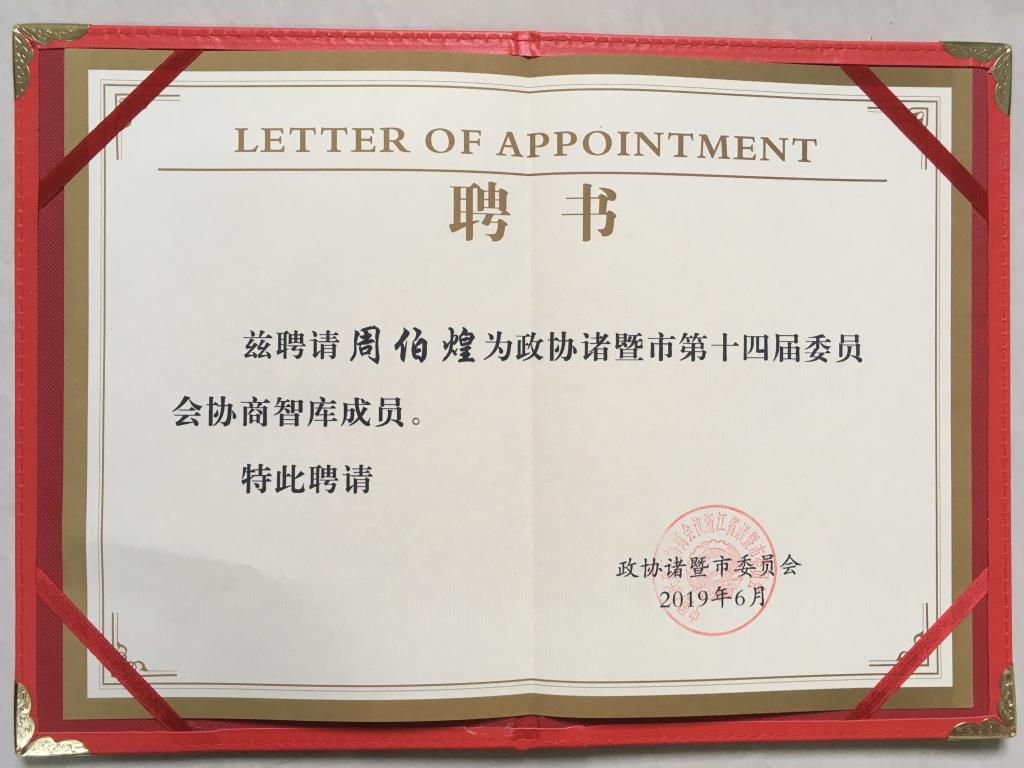 LETTER OF APPOINTMENT
聘书
兹聘请周伯煌为政协诸暨市第十四届委员
会协商智库成员。
特此聘请
政协诸暨市委员会
2019年6月